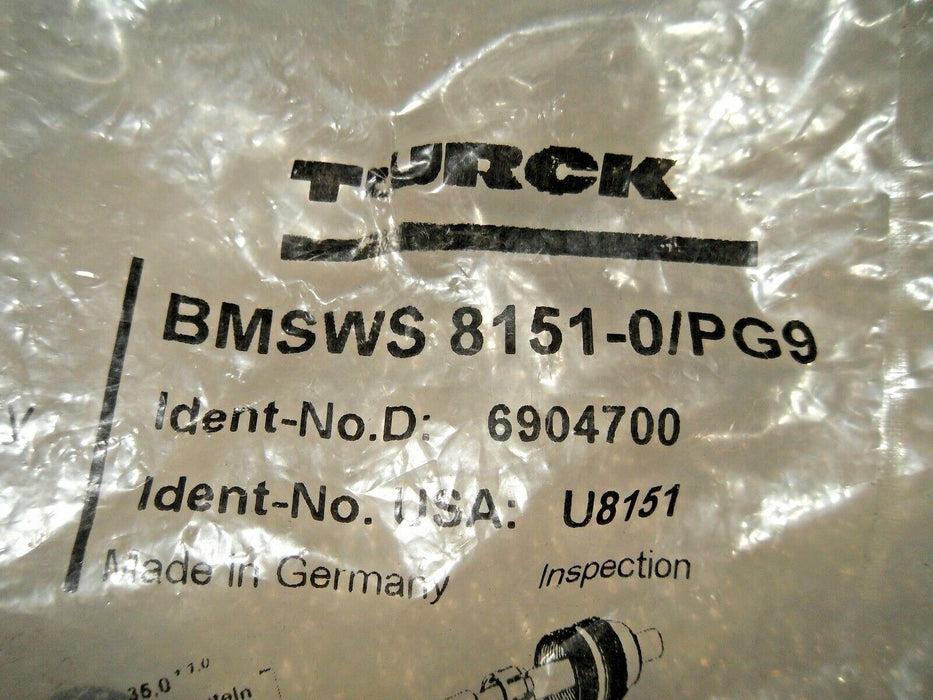 TURCK
BMSWS 8151-0/PG9
Ident-No.D: 6904700
Ident-No. USA: U8151
Made in Germany Inspection